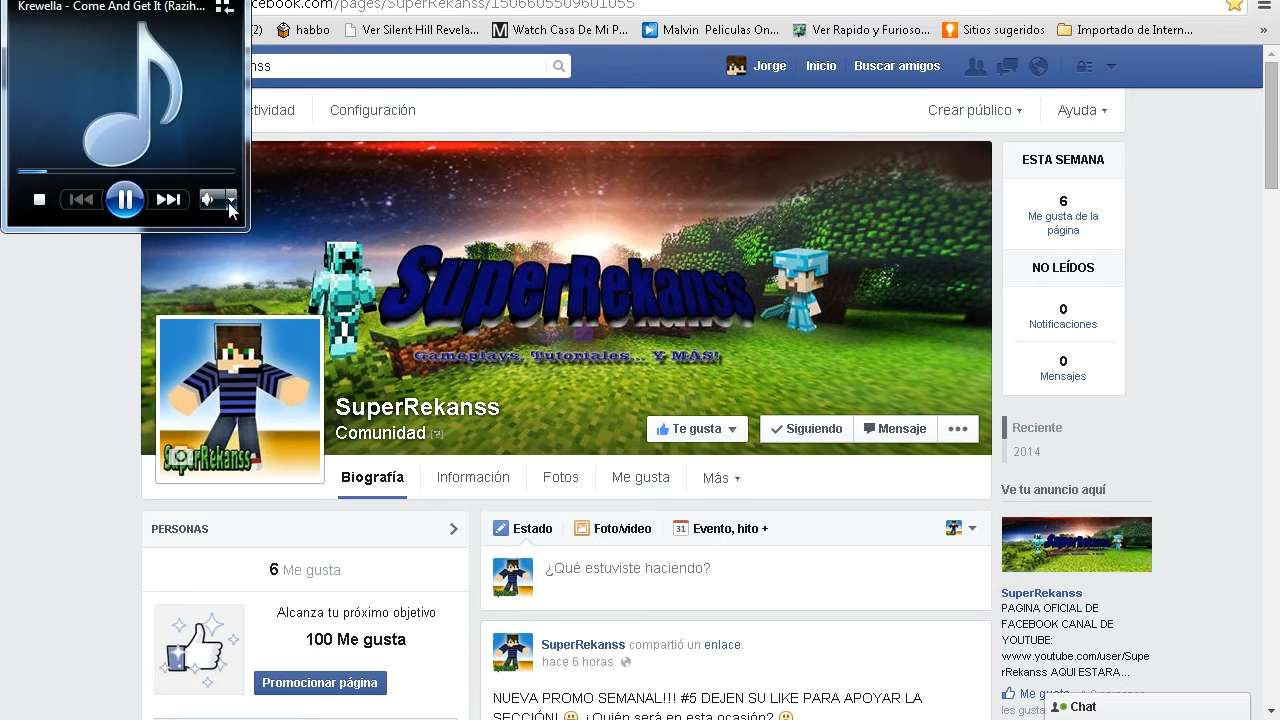 Krewella - Come And Get It (Razih...
cebook.com/pages/SuperRekanss/1506605509601055
habbo
Ver Silent Hill Revela...
Watch Casa De Mi P...
Malvin Peliculas On...
Ver Rapido y Furioso...
Sitios sugeridos
Importado de Intern...
»
nss
Jorge
Inicio
Buscar amigos
tividad
Configuración
Crear público
Ayuda
ESTA SEMANA
6
Me gusta de la
página
NO LEÍDOS
0
Notificaciones
0
Mensajes
SuperRekanss
Gameplays, Tutoriales... Y MAS!
SuperRekanss
SuperRekanss
Comunidad
Te gusta
Siguiendo
Mensaje
Biografía
Información
Fotos
Me gusta
Más
Reciente
2014
Ve tu anuncio aquí
PERSONAS
6 Me gusta
Alcanza tu próximo objetivo
100 Me gusta
Promocionar página
Estado
Foto/video
31
Evento, hito +
¿Qué estuviste haciendo?
SuperRekanss compartió un enlace.
hace 6 horas
NUEVA PROMO SEMANAL!!! #5 DEJEN SU LIKE PARA APOYAR LA
SECCIÓN! ¿Quién será en esta ocasión?
SuperRekanss
SuperRekanss
PAGINA OFICIAL DE
FACEBOOK CANAL DE
YOUTUBE:
www.youtube.com/user/Supe
rRekanss AQUI ESTARA...
Me gusta
les gusta
Chat